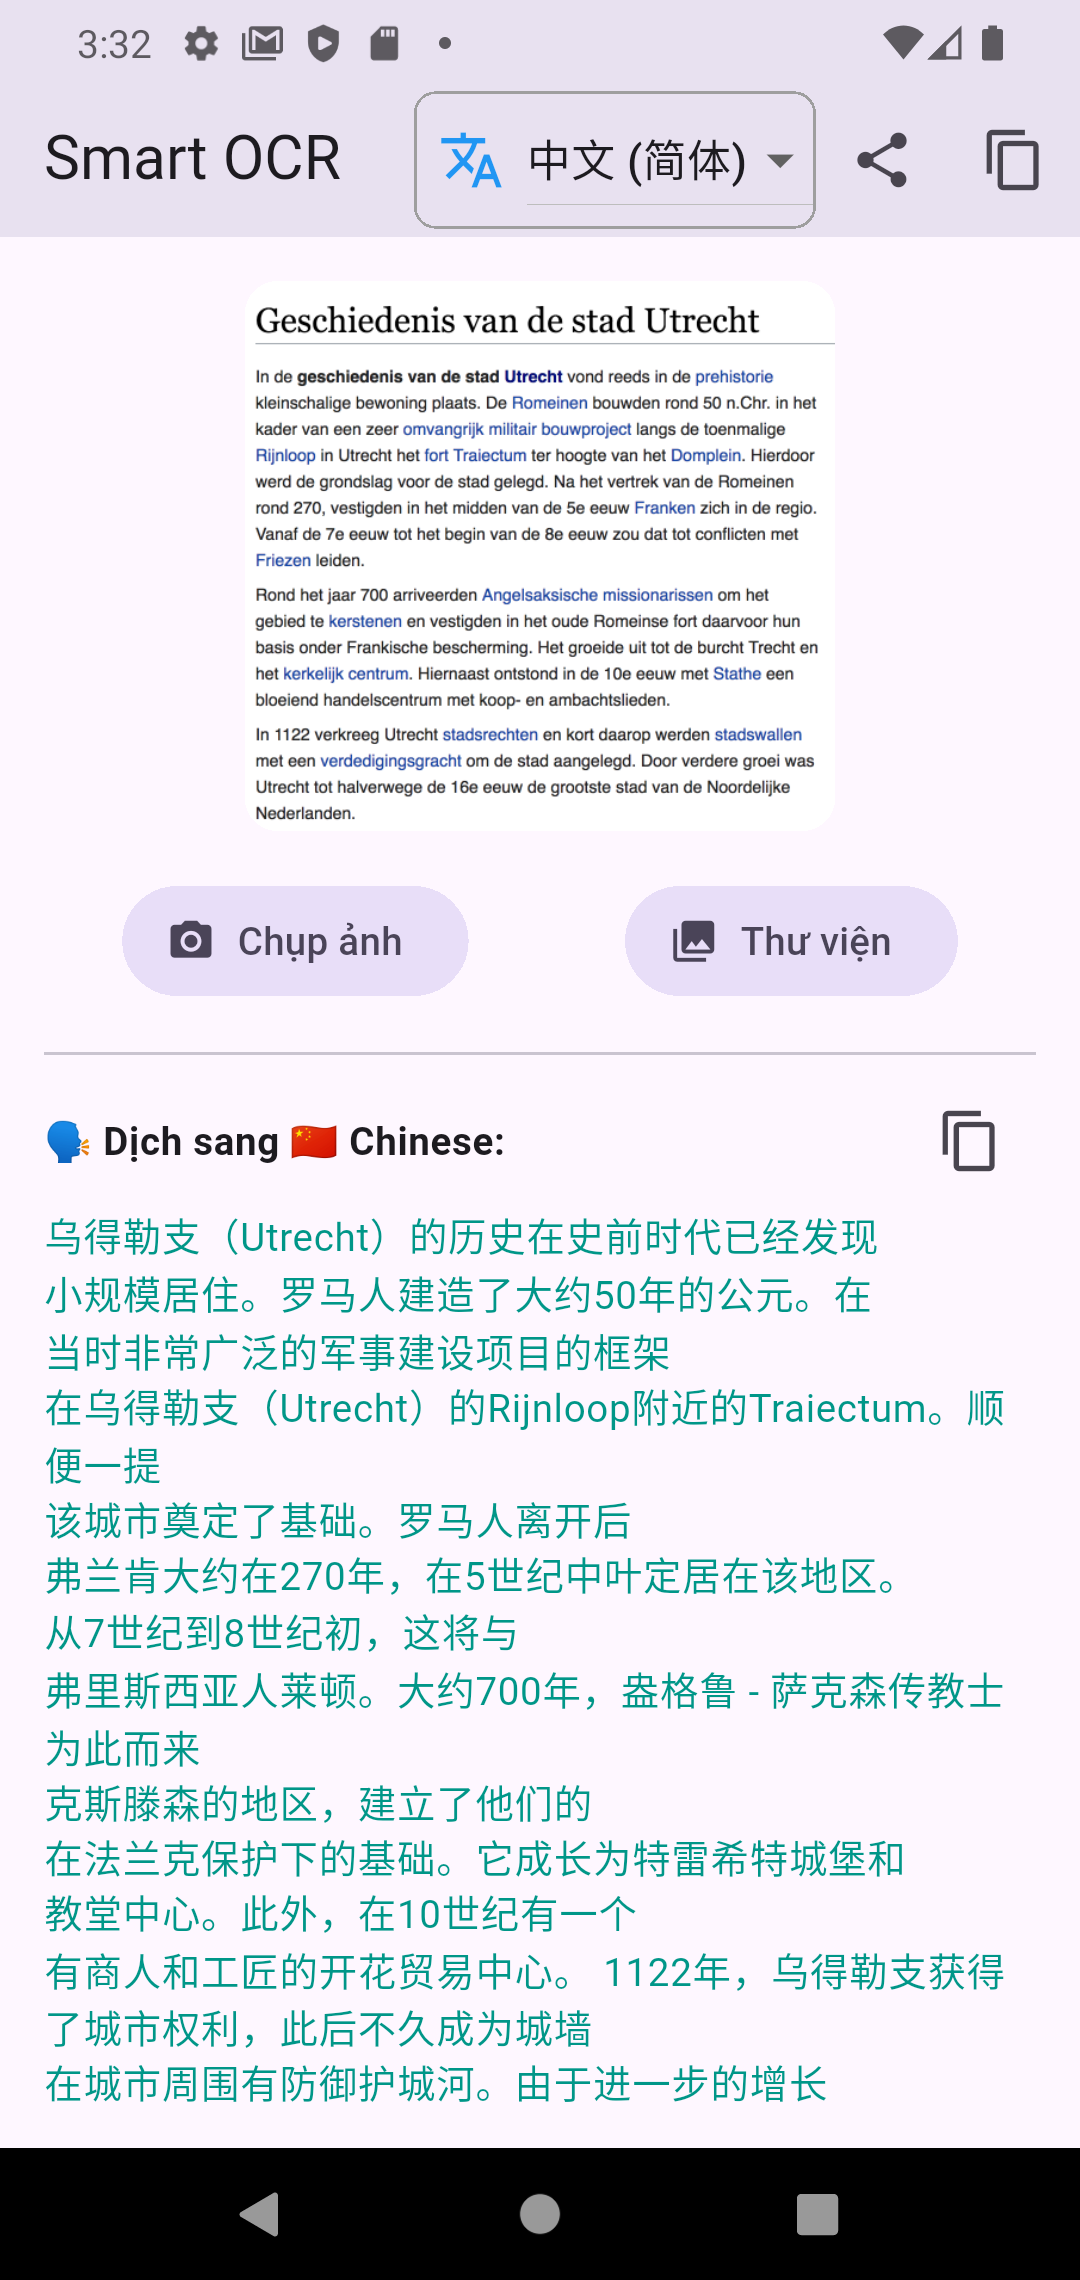 3:32
Smart OCR
中文 (简体)
Geschiedenis van de stad Utrecht
In de geschiedenis van de stad Utrecht vond reeds in de prehistorie
kleinschalige bewoning plaats. De Romeinen bouwden rond 50 n.Chr. in het
kader van een zeer omvangrijk militair bouwproject langs de toenmalige
Rijnloop in Utrecht het fort Traiectum ter hoogte van het Domplein. Hierdoor
werd de grondslag voor de stad gelegd. Na het vertrek van de Romeinen
rond 270, vestigden in het midden van de 5e eeuw Franken zich in de regio.
Vanaf de 7e eeuw tot het begin van de 8e eeuw zou dat tot conflicten met
Friezen leiden.
Rond het jaar 700 arriveerden Angelsaksische missionarissen om het
gebied te kerstenen en vestigden in het oude Romeinse fort daarvoor hun
basis onder Frankische bescherming. Het groeide uit tot de burcht Trecht en
het kerkelijk centrum. Hiernaast ontstond in de 10e eeuw met Stathe een
bloeiend handelscentrum met koop- en ambachtslieden.
In 1122 verkreeg Utrecht stadsrechten en kort daarop werden stadswallen
met een verdedigingsgracht om de stad aangelegd. Door verdere groei was
Utrecht tot halverwege de 16e eeuw de grootste stad van de Noordelijke
Nederlanden.
Chụp ảnh
Thư viện
Dịch sang 🇨🇳 Chinese:
乌得勒支（Utrecht）的历史在史前时代已经发现
小规模居住。罗马人建造了大约50年的公元。在
当时非常广泛的军事建设项目的框架
在乌得勒支（Utrecht）的Rijnloop附近的Traiectum。顺
便一提
该城市奠定了基础。罗马人离开后
弗兰肯大约在270年，在5世纪中叶定居在该地区。
从7世纪到8世纪初，这将与
弗里斯西亚人莱顿。大约700年，盎格鲁 - 萨克森传教士
为此而来
克斯滕森的地区，建立了他们的
在法兰克保护下的基础。它成长为特雷希特城堡和
教堂中心。此外，在10世纪有一个
有商人和工匠的开花贸易中心。 1122年，乌得勒支获得
了城市权利，此后不久成为城墙
在城市周围有防御护城河。由于进一步的增长